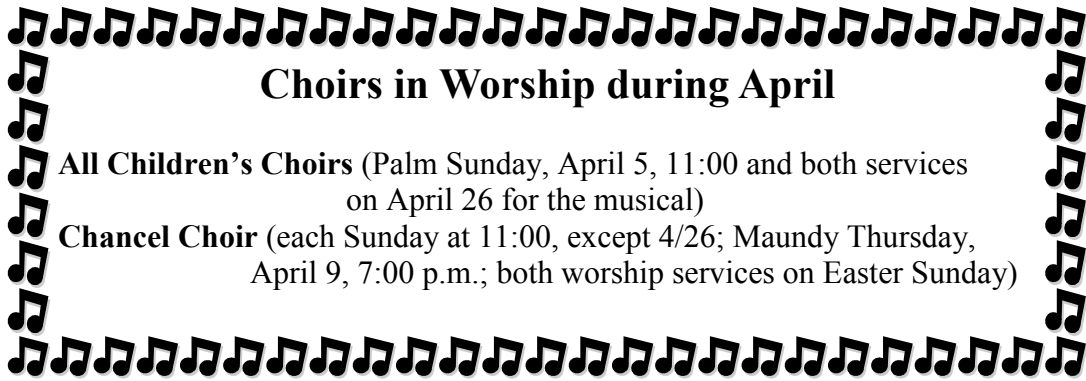 Choirs in Worship during April
All Children’s Choirs (Palm Sunday, April 5, 11:00 and both services
on April 26 for the musical)
Chancel Choir (each Sunday at 11:00, except 4/26; Maundy Thursday,
April 9, 7:00 p.m.; both worship services on Easter Sunday)